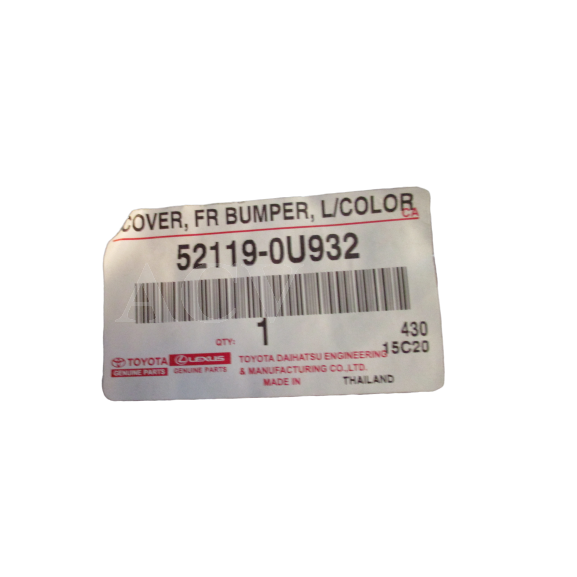 COVER, FR BUMPER, L/COLOR
CA
52119-0U932
QTY: 1
430
15C20
TOYOTA
GENUINE PARTS
LEXUS
GENUINE PARTS
TOYOTA DAIHATSU ENGINEERING
& MANUFACTURING CO.,LTD.
MADE IN THAILAND